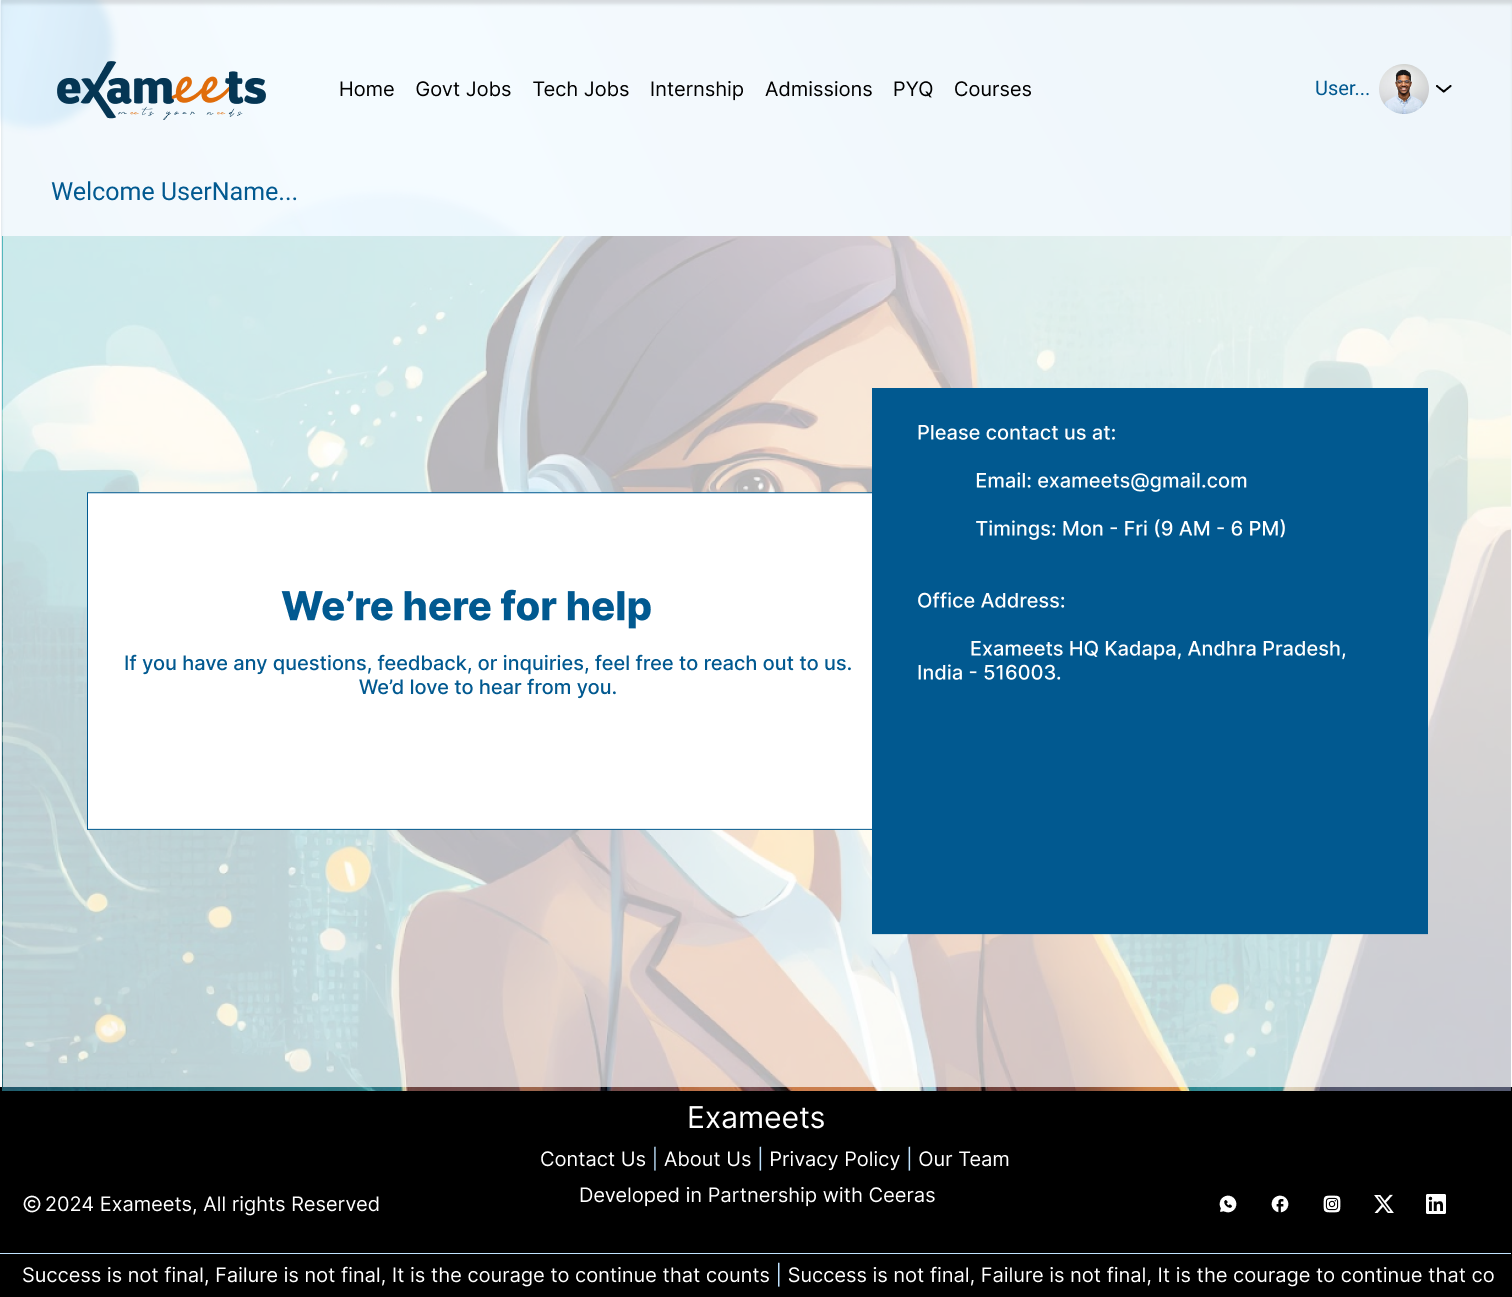 exameets
meets your needs
Home Govt Jobs Tech Jobs Internship Admissions PYQ Courses
User...
Welcome UserName...
We're here for help
If you have any questions, feedback, or inquiries, feel free to reach out to us.
We'd love to hear from you.
Please contact us at:
Email: exameets@gmail.com
Timings: Mon - Fri (9 AM - 6 PM)
Office Address:
Exameets HQ Kadapa, Andhra Pradesh,
India - 516003.
Exameets
Contact Us | About Us | Privacy Policy | Our Team
Developed in Partnership with Ceeras
© 2024 Exameets, All rights Reserved
Success is not final, Failure is not final, It is the courage to continue that counts | Success is not final, Failure is not final, It is the courage to continue that co